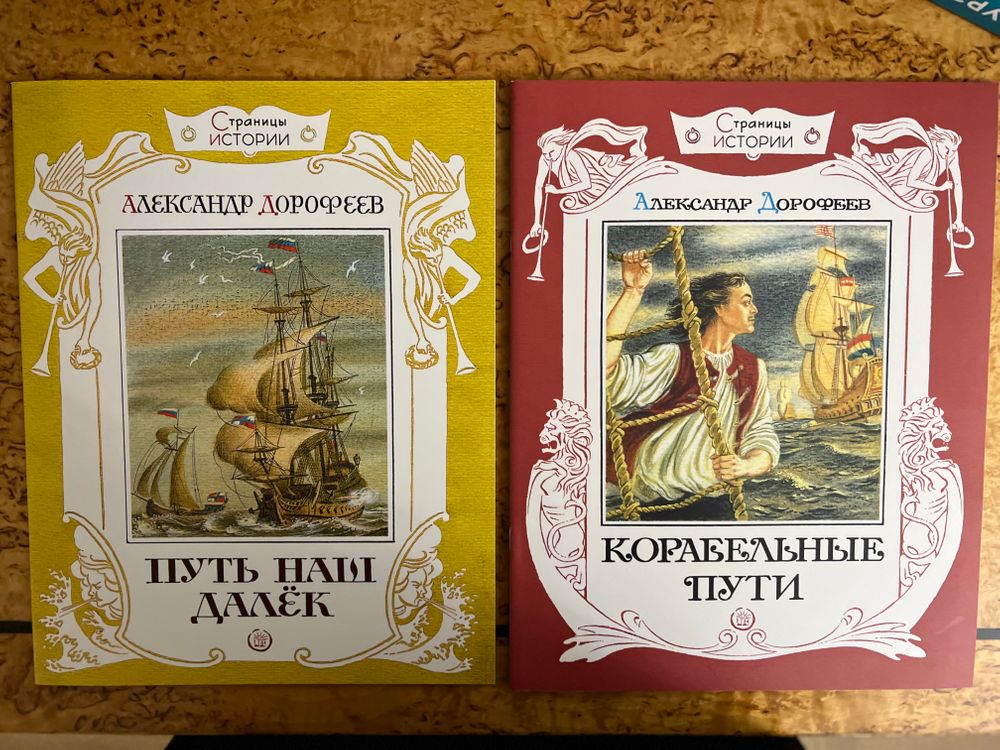 Страницы
ИСТОРИИ
АЛЕКСАНДР ДОРОФЕЕВ
ПУТЬ НАШ
ДАЛЁК
Страницы
ИСТОРИИ
АЛЕКСАНДР ДОРОФЕЕВ
КОРАБЕЛЬНЫЕ
ПУТИ